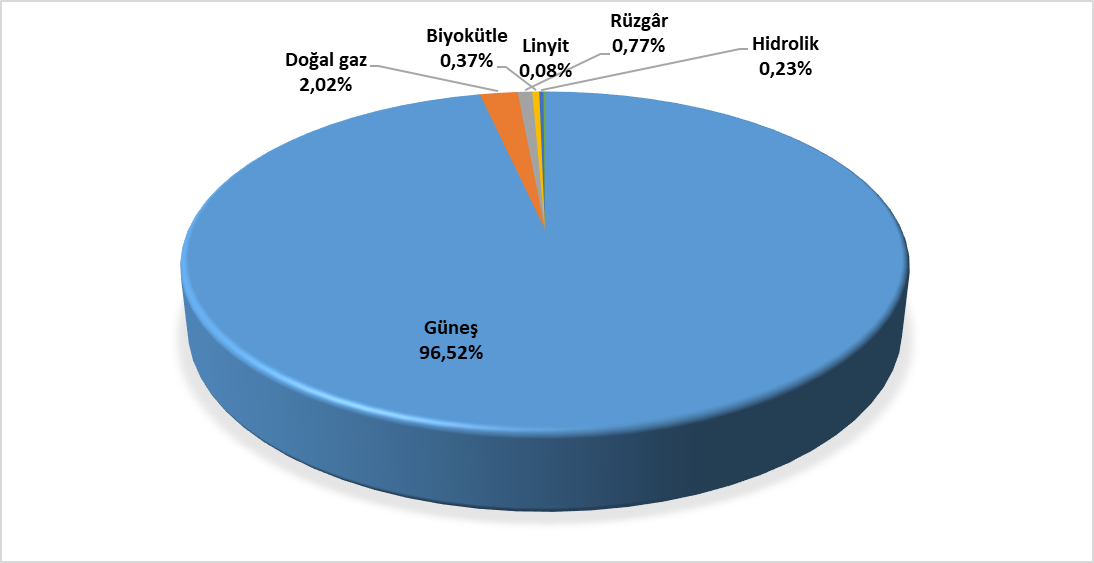 Doğal gaz
2,02%
Biyokütle
0,37%
Linyit
0,08%
Rüzgâr
0,77%
Hidrolik
0,23%
Güneş
96,52%